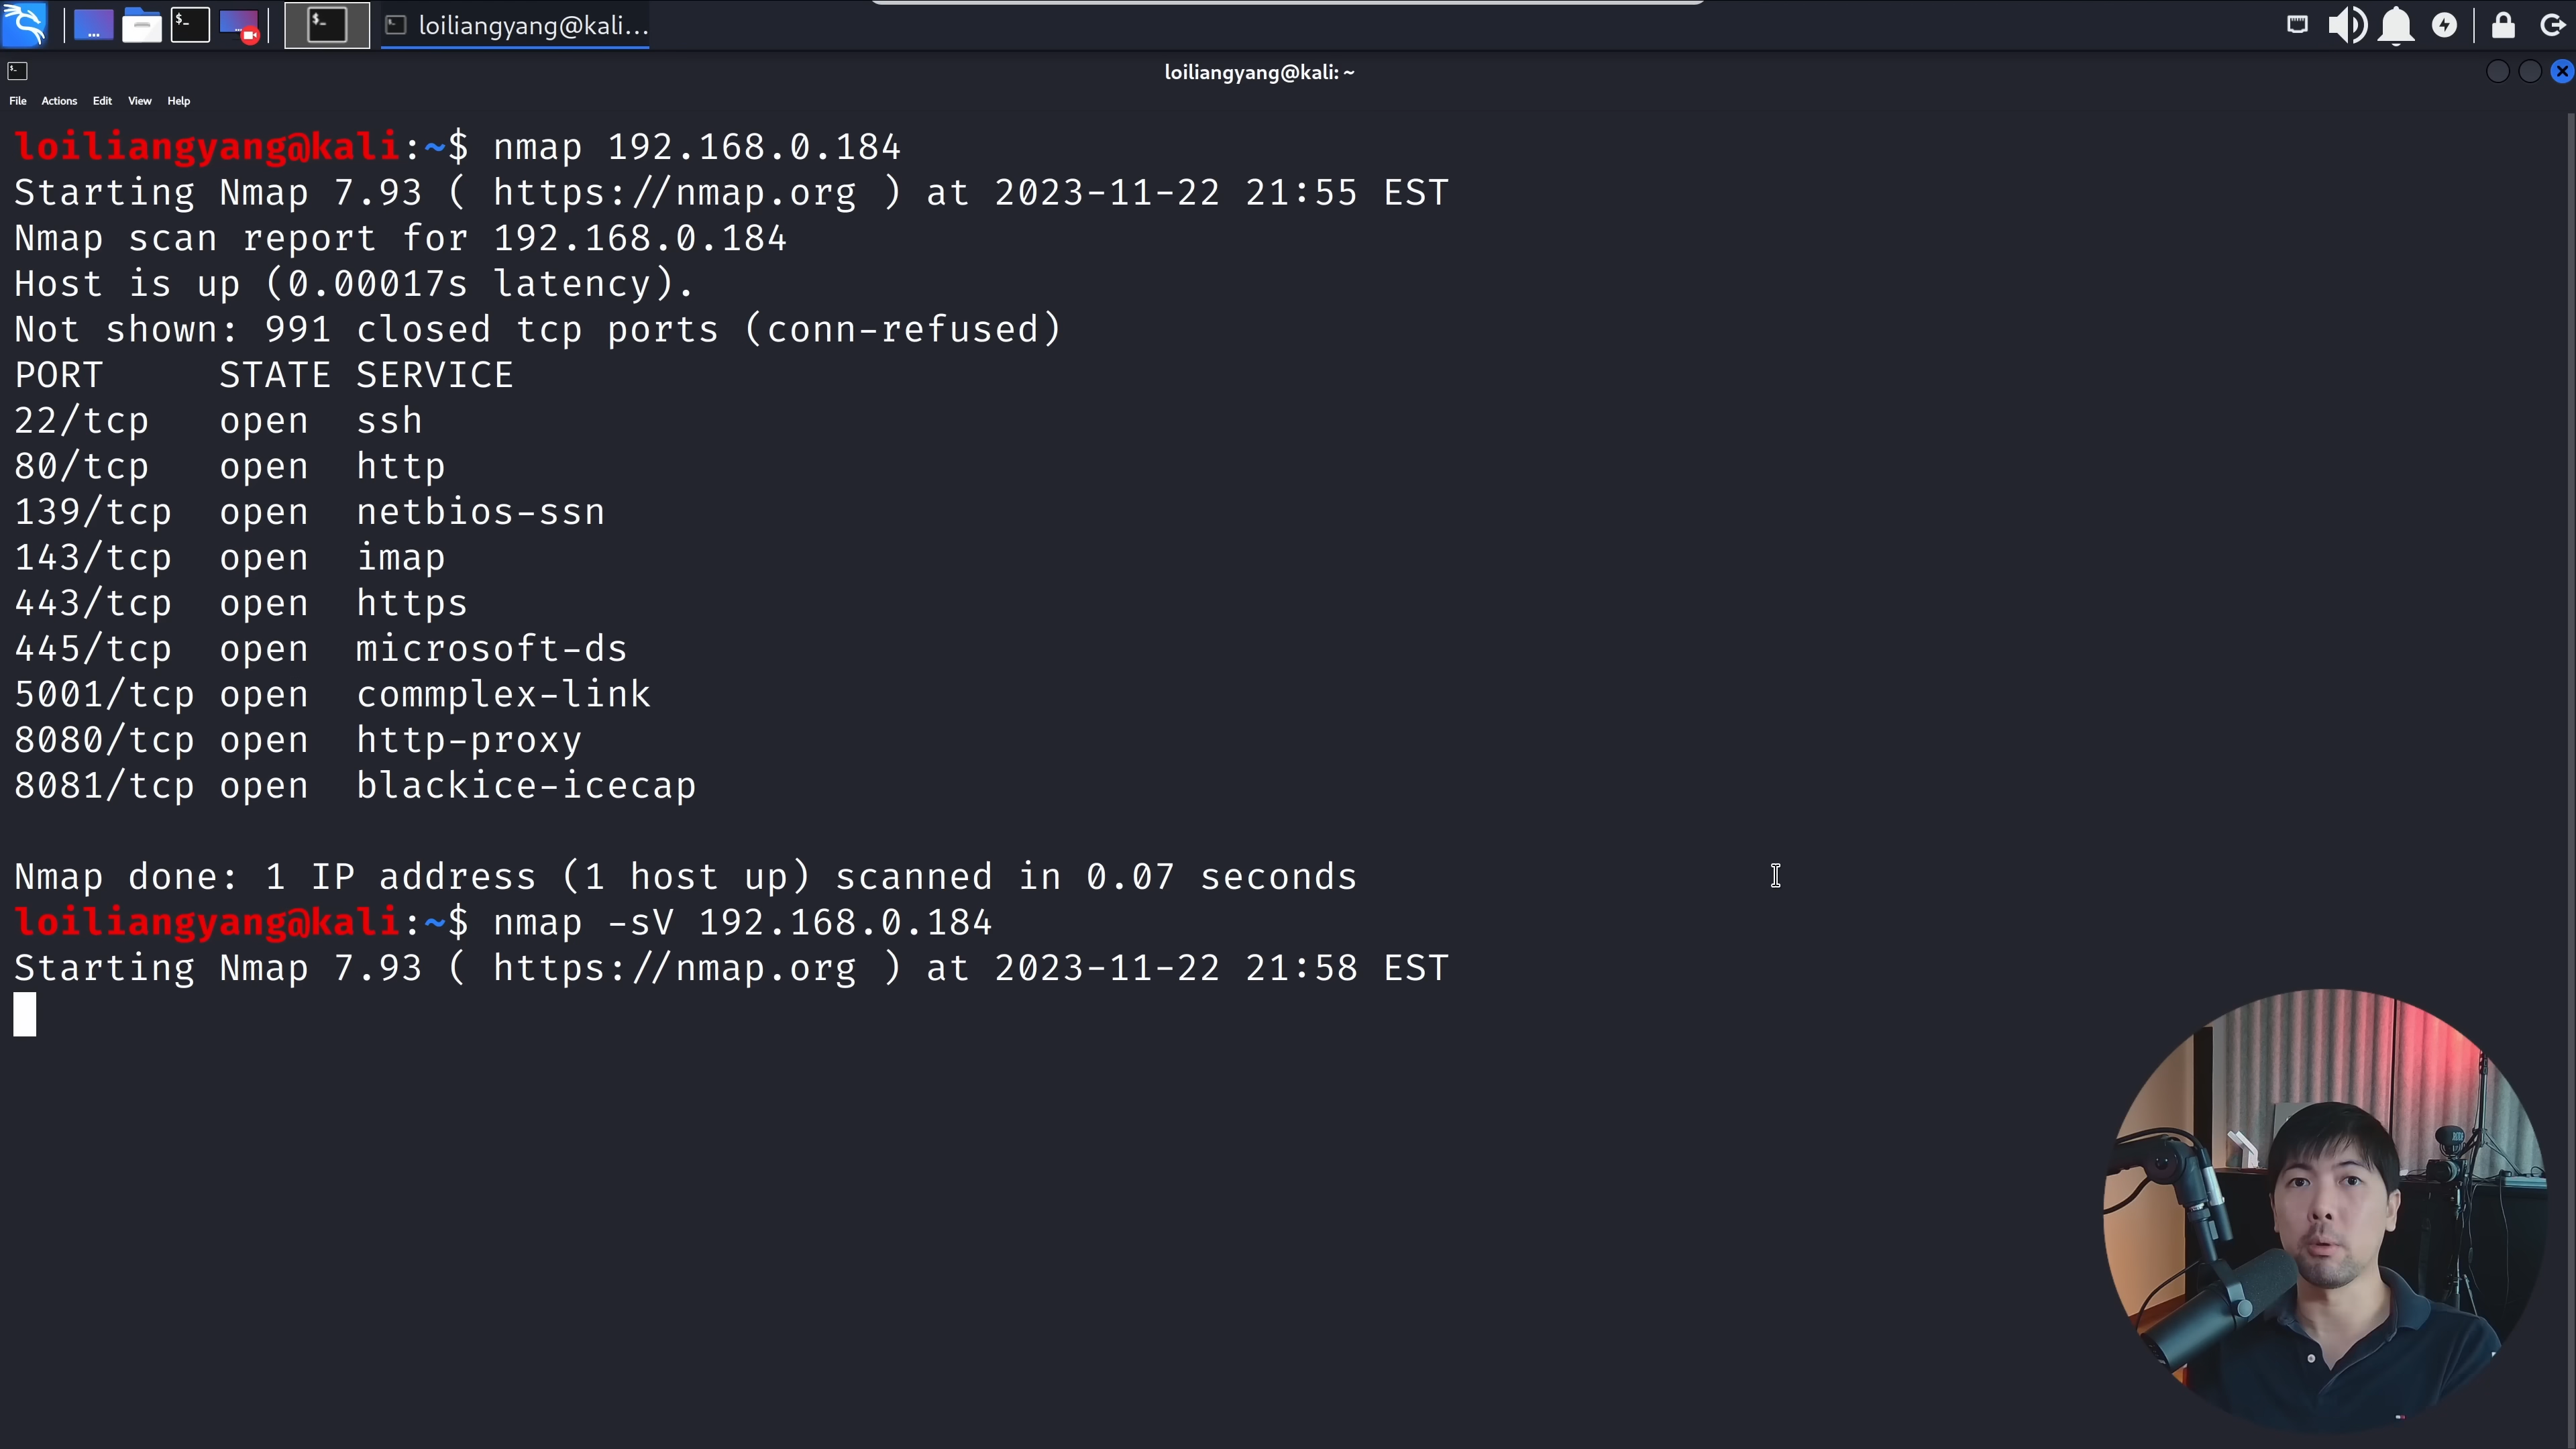 loiliangyang@kali...
loiliangyang@kali: ~
File Actions Edit View Help
loiliangyang@kali:~$ nmap 192.168.0.184
Starting Nmap 7.93 ( https://nmap.org ) at 2023-11-22 21:55 EST
Nmap scan report for 192.168.0.184
Host is up (0.00017s latency).
Not shown: 991 closed tcp ports (conn-refused)
PORT     STATE SERVICE
22/tcp   open  ssh
80/tcp   open  http
139/tcp  open  netbios-ssn
143/tcp  open  imap
443/tcp  open  https
445/tcp  open  microsoft-ds
5001/tcp open  commplex-link
8080/tcp open  http-proxy
8081/tcp open  blackice-icecap
Nmap done: 1 IP address (1 host up) scanned in 0.07 seconds
loiliangyang@kali:~$ nmap -sV 192.168.0.184
Starting Nmap 7.93 ( https://nmap.org ) at 2023-11-22 21:58 EST